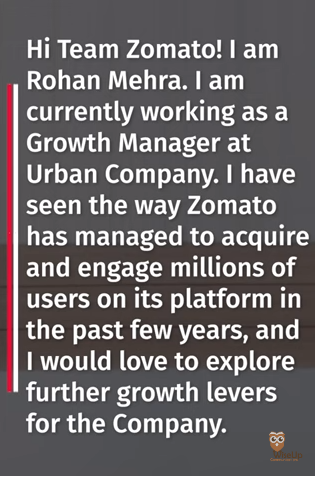 Hi Team Zomato! I am
Rohan Mehra. I am
currently working as a
Growth Manager at
Urban Company. I have
seen the way Zomato
has managed to acquire
and engage millions of
users on its platform in
the past few years, and
I would love to explore
further growth levers
for the Company.